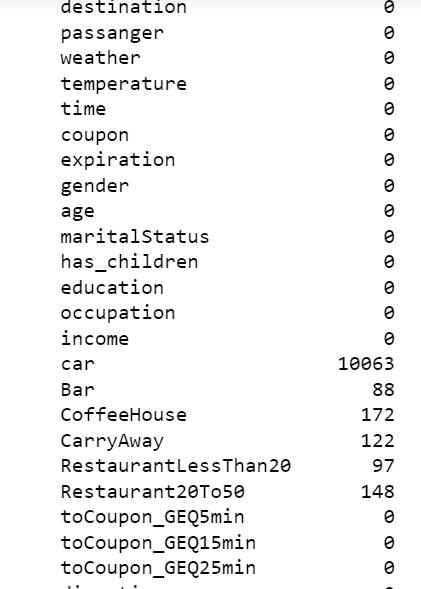 destination 0
passanger 0
weather 0
temperature 0
time 0
coupon 0
expiration 0
gender 0
age 0
maritalStatus 0
has_children 0
education 0
occupation 0
income 0
car 10063
Bar 88
CoffeeHouse 172
CarryAway 122
RestaurantLessThan20 97
Restaurant20To50 148
toCoupon_GEQ5min 0
toCoupon_GEQ15min 0
toCoupon_GEQ25min 0